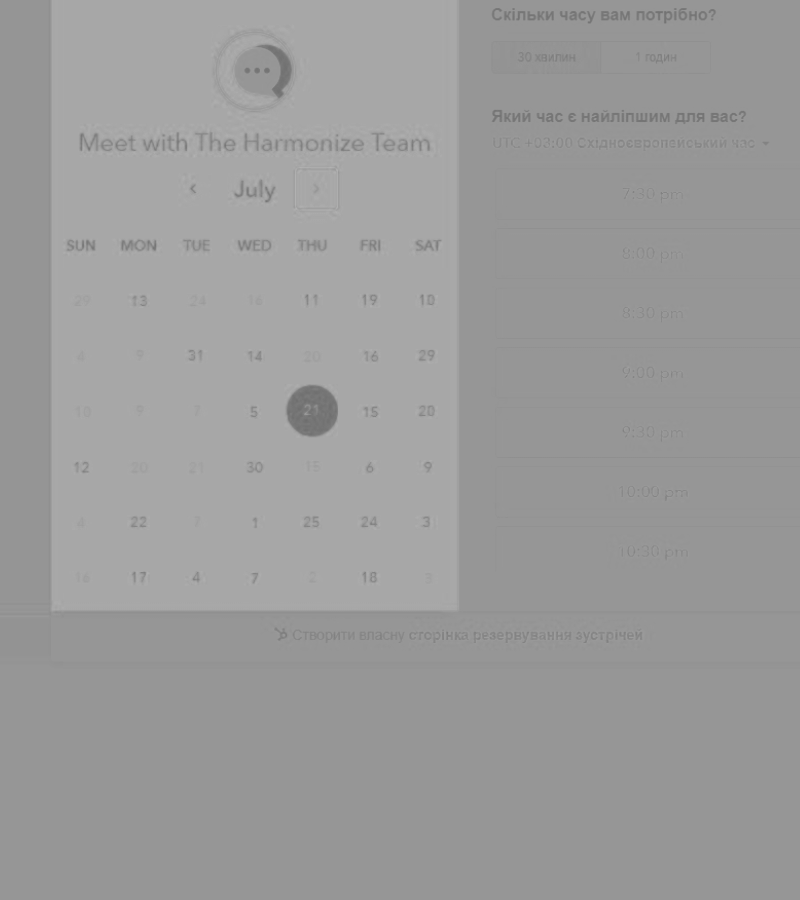 Meet with The Harmonize Team
July
SUN MON TUE WED THU FRI SAT
29 13 24 16 11 19 10
4 9 31 14 20 16 29
18 9 7 5 21 15 20
12 20 21 30 15 6 9
4 22 7 1 25 24 3
16 17 4 7 2 18 3
Скільки часу вам потрібно?
30 хвилин 1 годин
Який час є найліпшим для вас?
UTC +03:00 Східноєвропейський час
7:30 pm
8:00 pm
8:30 pm
9:00 pm
9:30 pm
10:00 pm
10:30 pm
Створити власну сторінка резервування зустрічей